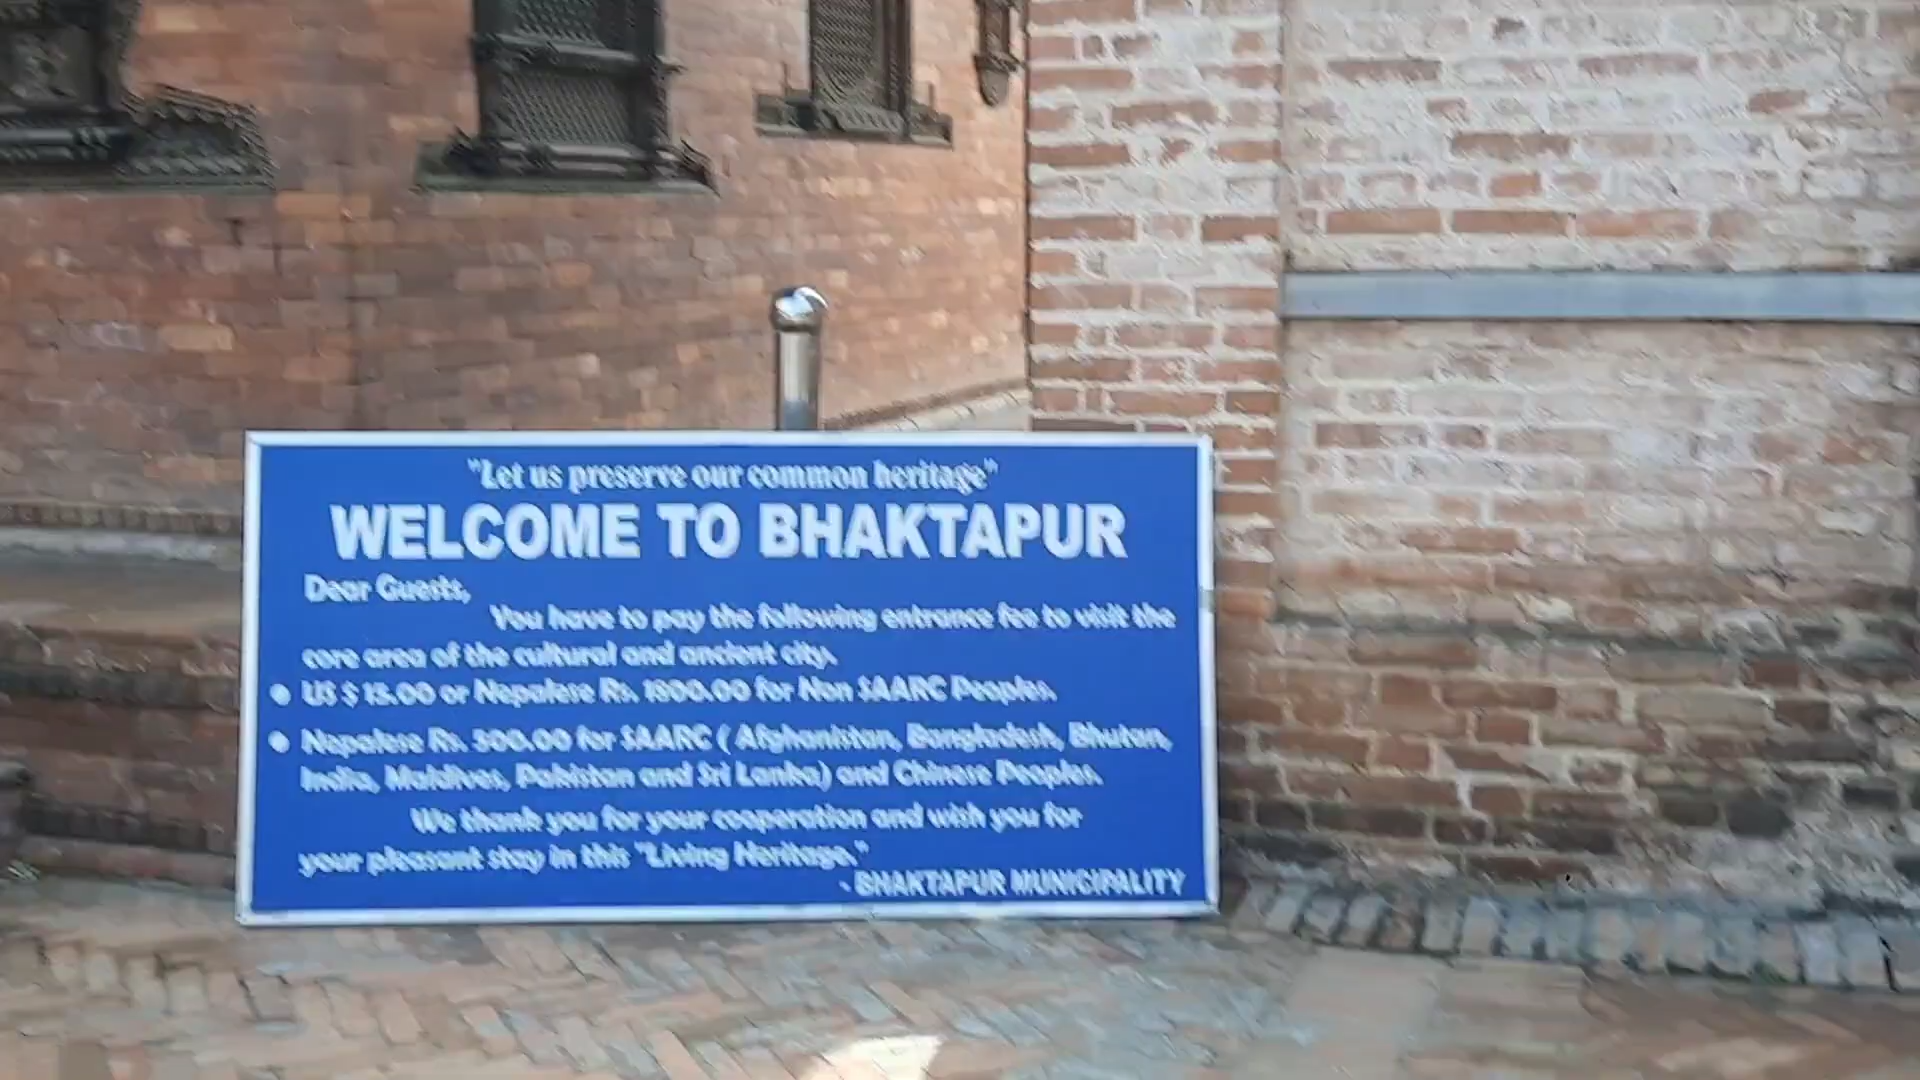 "Let us preserve our common heritage"
WELCOME TO BHAKTAPUR
Dear Guests,
You have to pay the following entrance fee to visit the
core area of the cultural and ancient city.
● US $ 15.00 or Nepalese Rs. 1800.00 for Non SAARC Peoples.
● Nepalese Rs. 500.00 for SAARC ( Afghanistan, Bangladesh, Bhutan,
India, Maldives, Pakistan and Sri Lanka) and Chinese Peoples.
We thank you for your cooperation and wish you for
your pleasant stay in this "Living Heritage."
- BHAKTAPUR MUNICIPALITY